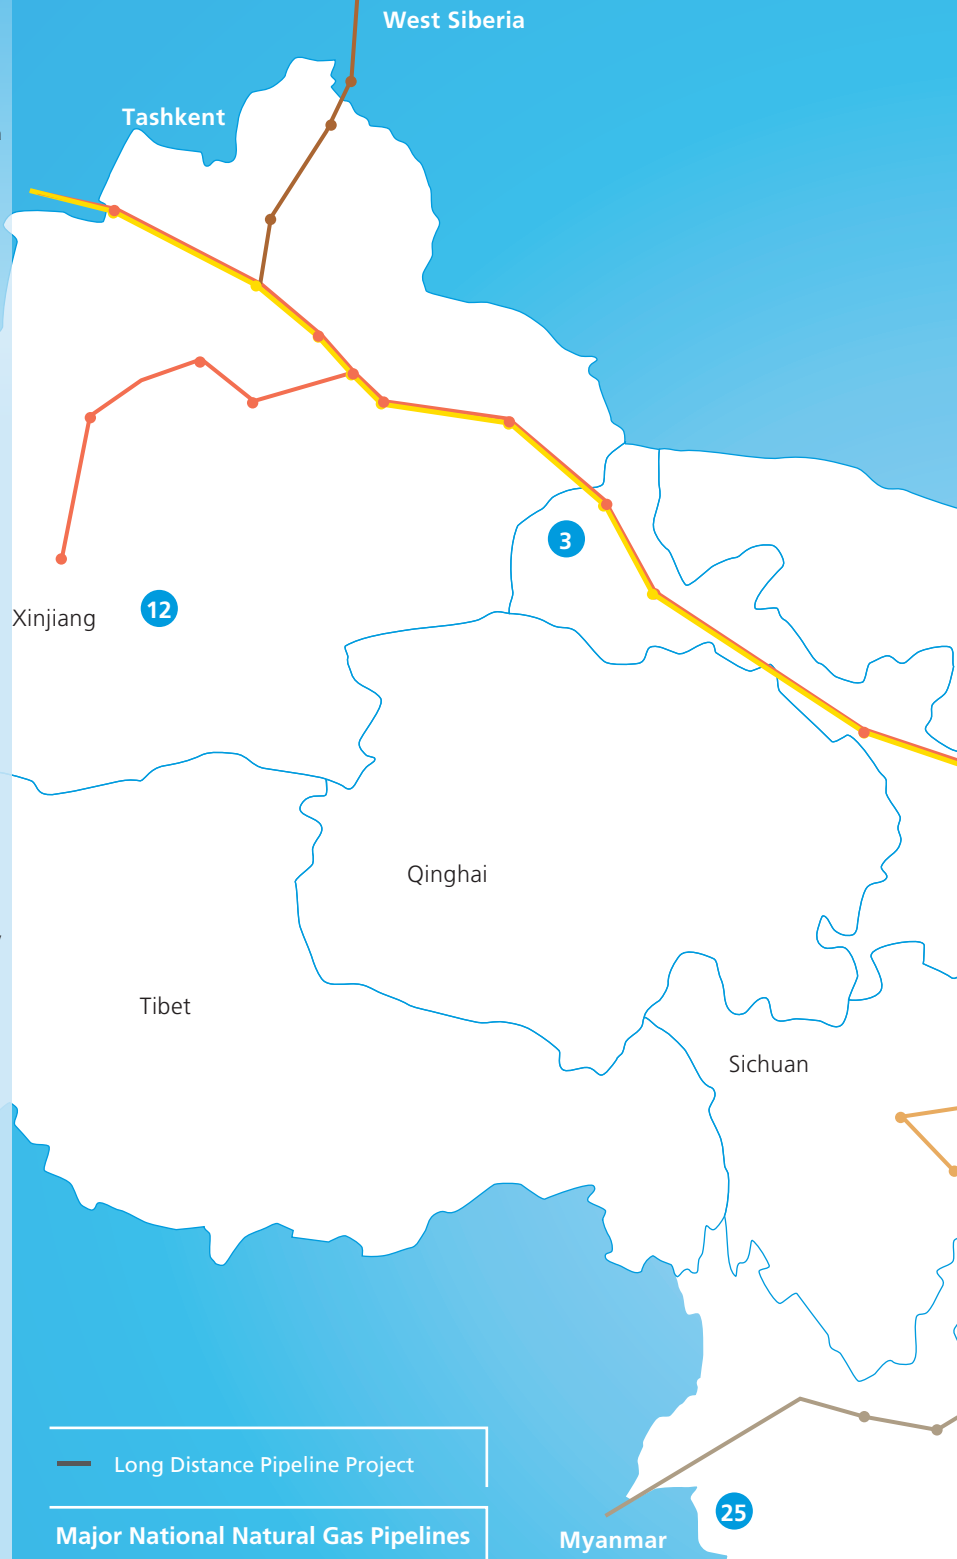 West Siberia
Tashkent
3
Xinjiang
12
Qinghai
Tibet
Sichuan
Long Distance Pipeline Project
25
Major National Natural Gas Pipelines
Myanmar